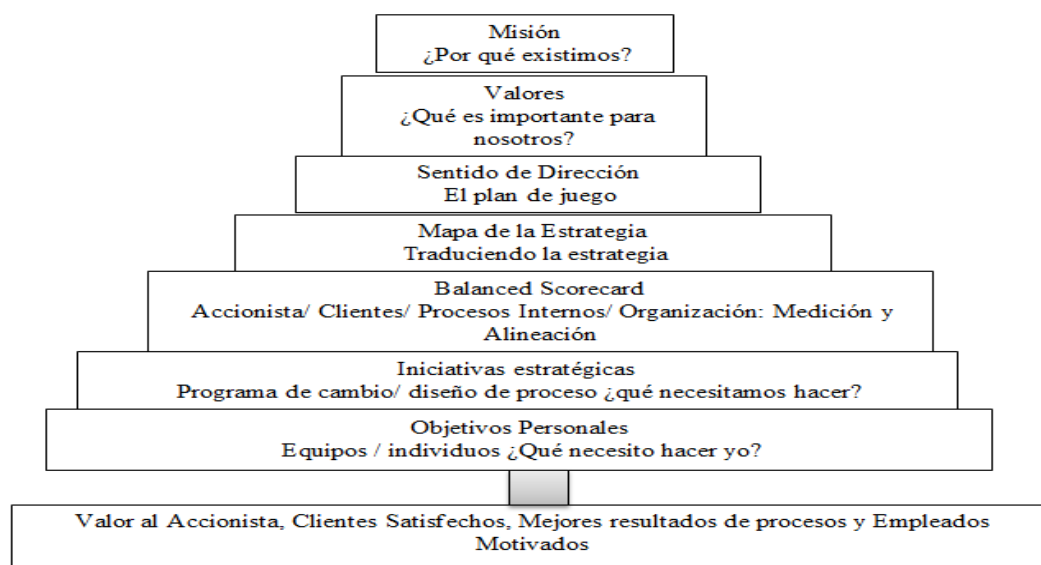 Misión
¿Por qué existimos?
Valores
¿Qué es importante para
nosotros?
Sentido de Dirección
El plan de juego
Mapa de la Estrategia
Traduciendo la estrategia
Balanced Scorecard
Accionista/ Clientes/ Procesos Internos/ Organización: Medición y
Alineación
Iniciativas estratégicas
Programa de cambio/ diseño de proceso ¿qué necesitamos hacer?
Objetivos Personales
Equipos / individuos ¿Qué necesito hacer yo?
Valor al Accionista, Clientes Satisfechos, Mejores resultados de procesos y Empleados
Motivados